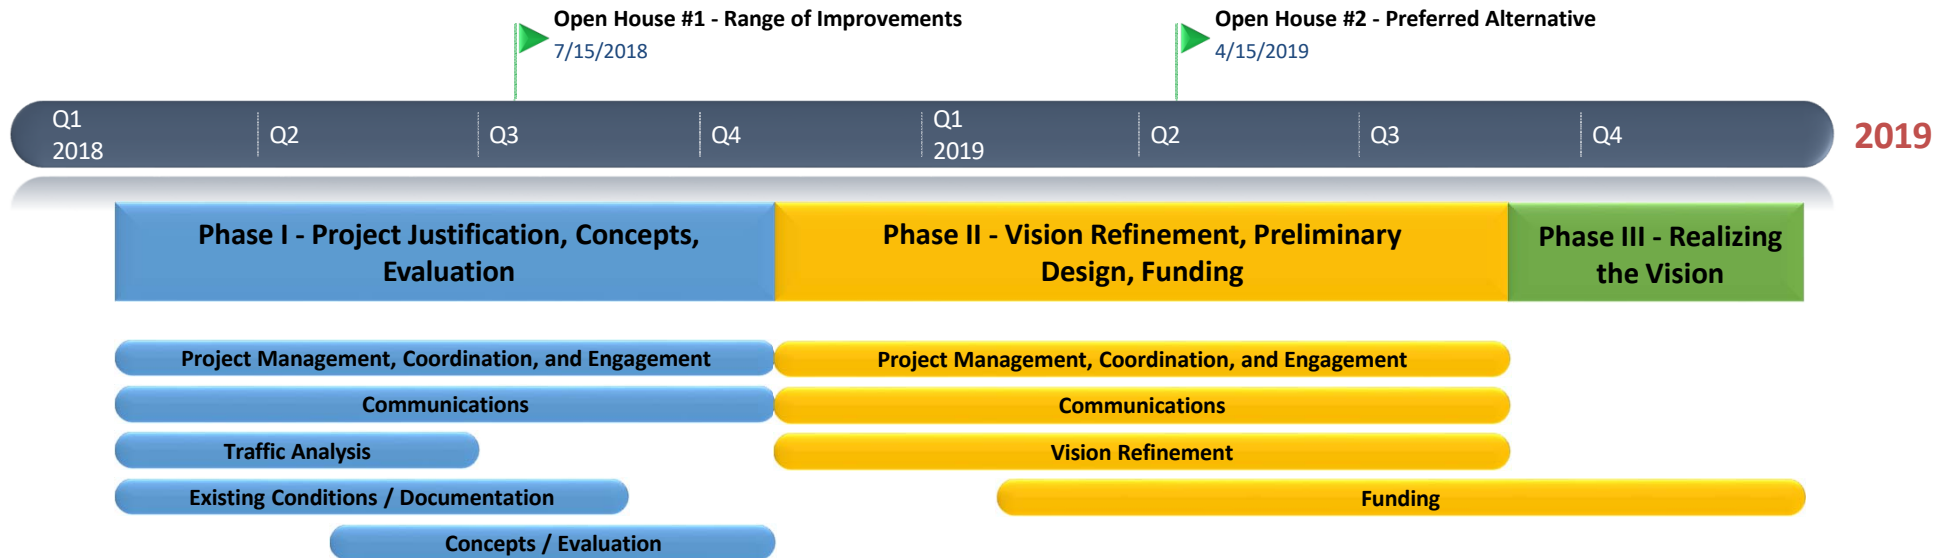 Open House #1 - Range of Improvements
7/15/2018
Open House #2 - Preferred Alternative
4/15/2019
Q1
2018
Q2
Q3
Q4
Q1
2019
Q2
Q3
Q4
2019
Phase I - Project Justification, Concepts,
Evaluation
Phase II - Vision Refinement, Preliminary
Design, Funding
Phase III - Realizing
the Vision
Project Management, Coordination, and Engagement
Project Management, Coordination, and Engagement
Communications
Communications
Traffic Analysis
Vision Refinement
Existing Conditions / Documentation
Funding
Concepts / Evaluation